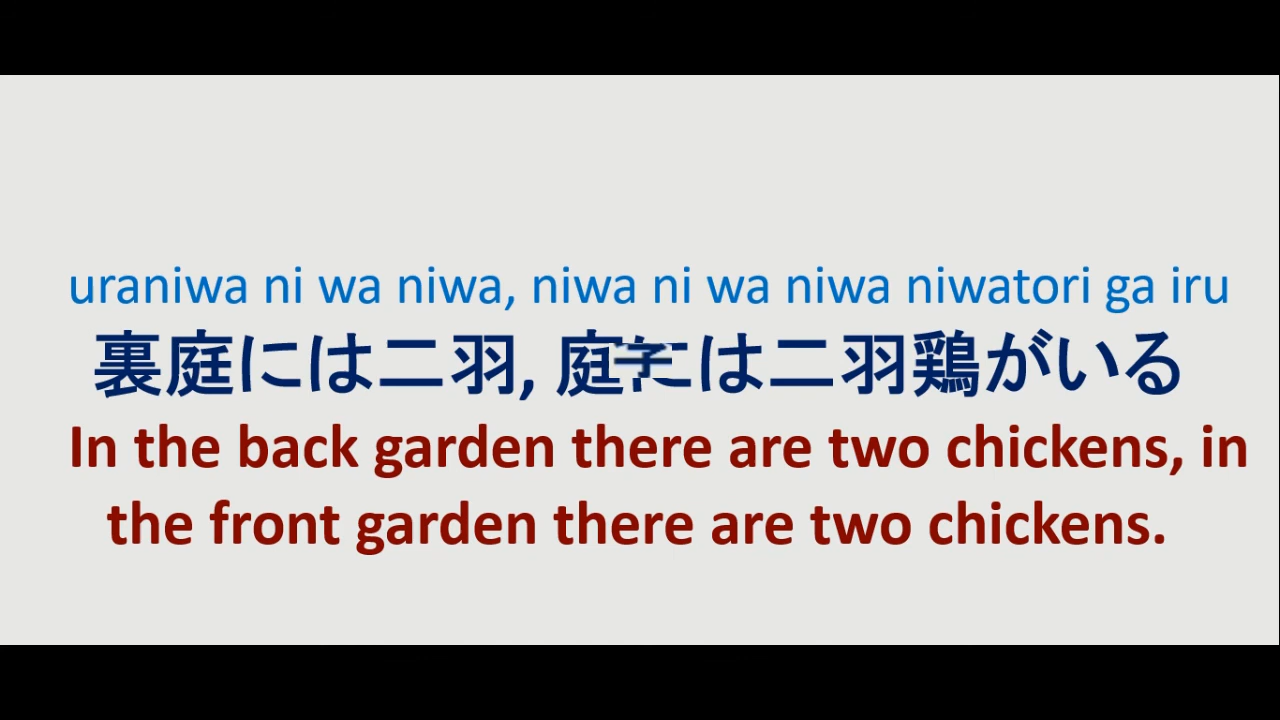 uraniwa ni wa niwa, niwa ni wa niwa niwatori ga iru
裏庭には二羽, 庭には二羽鶏がいる
In the back garden there are two chickens, in
the front garden there are two chickens.